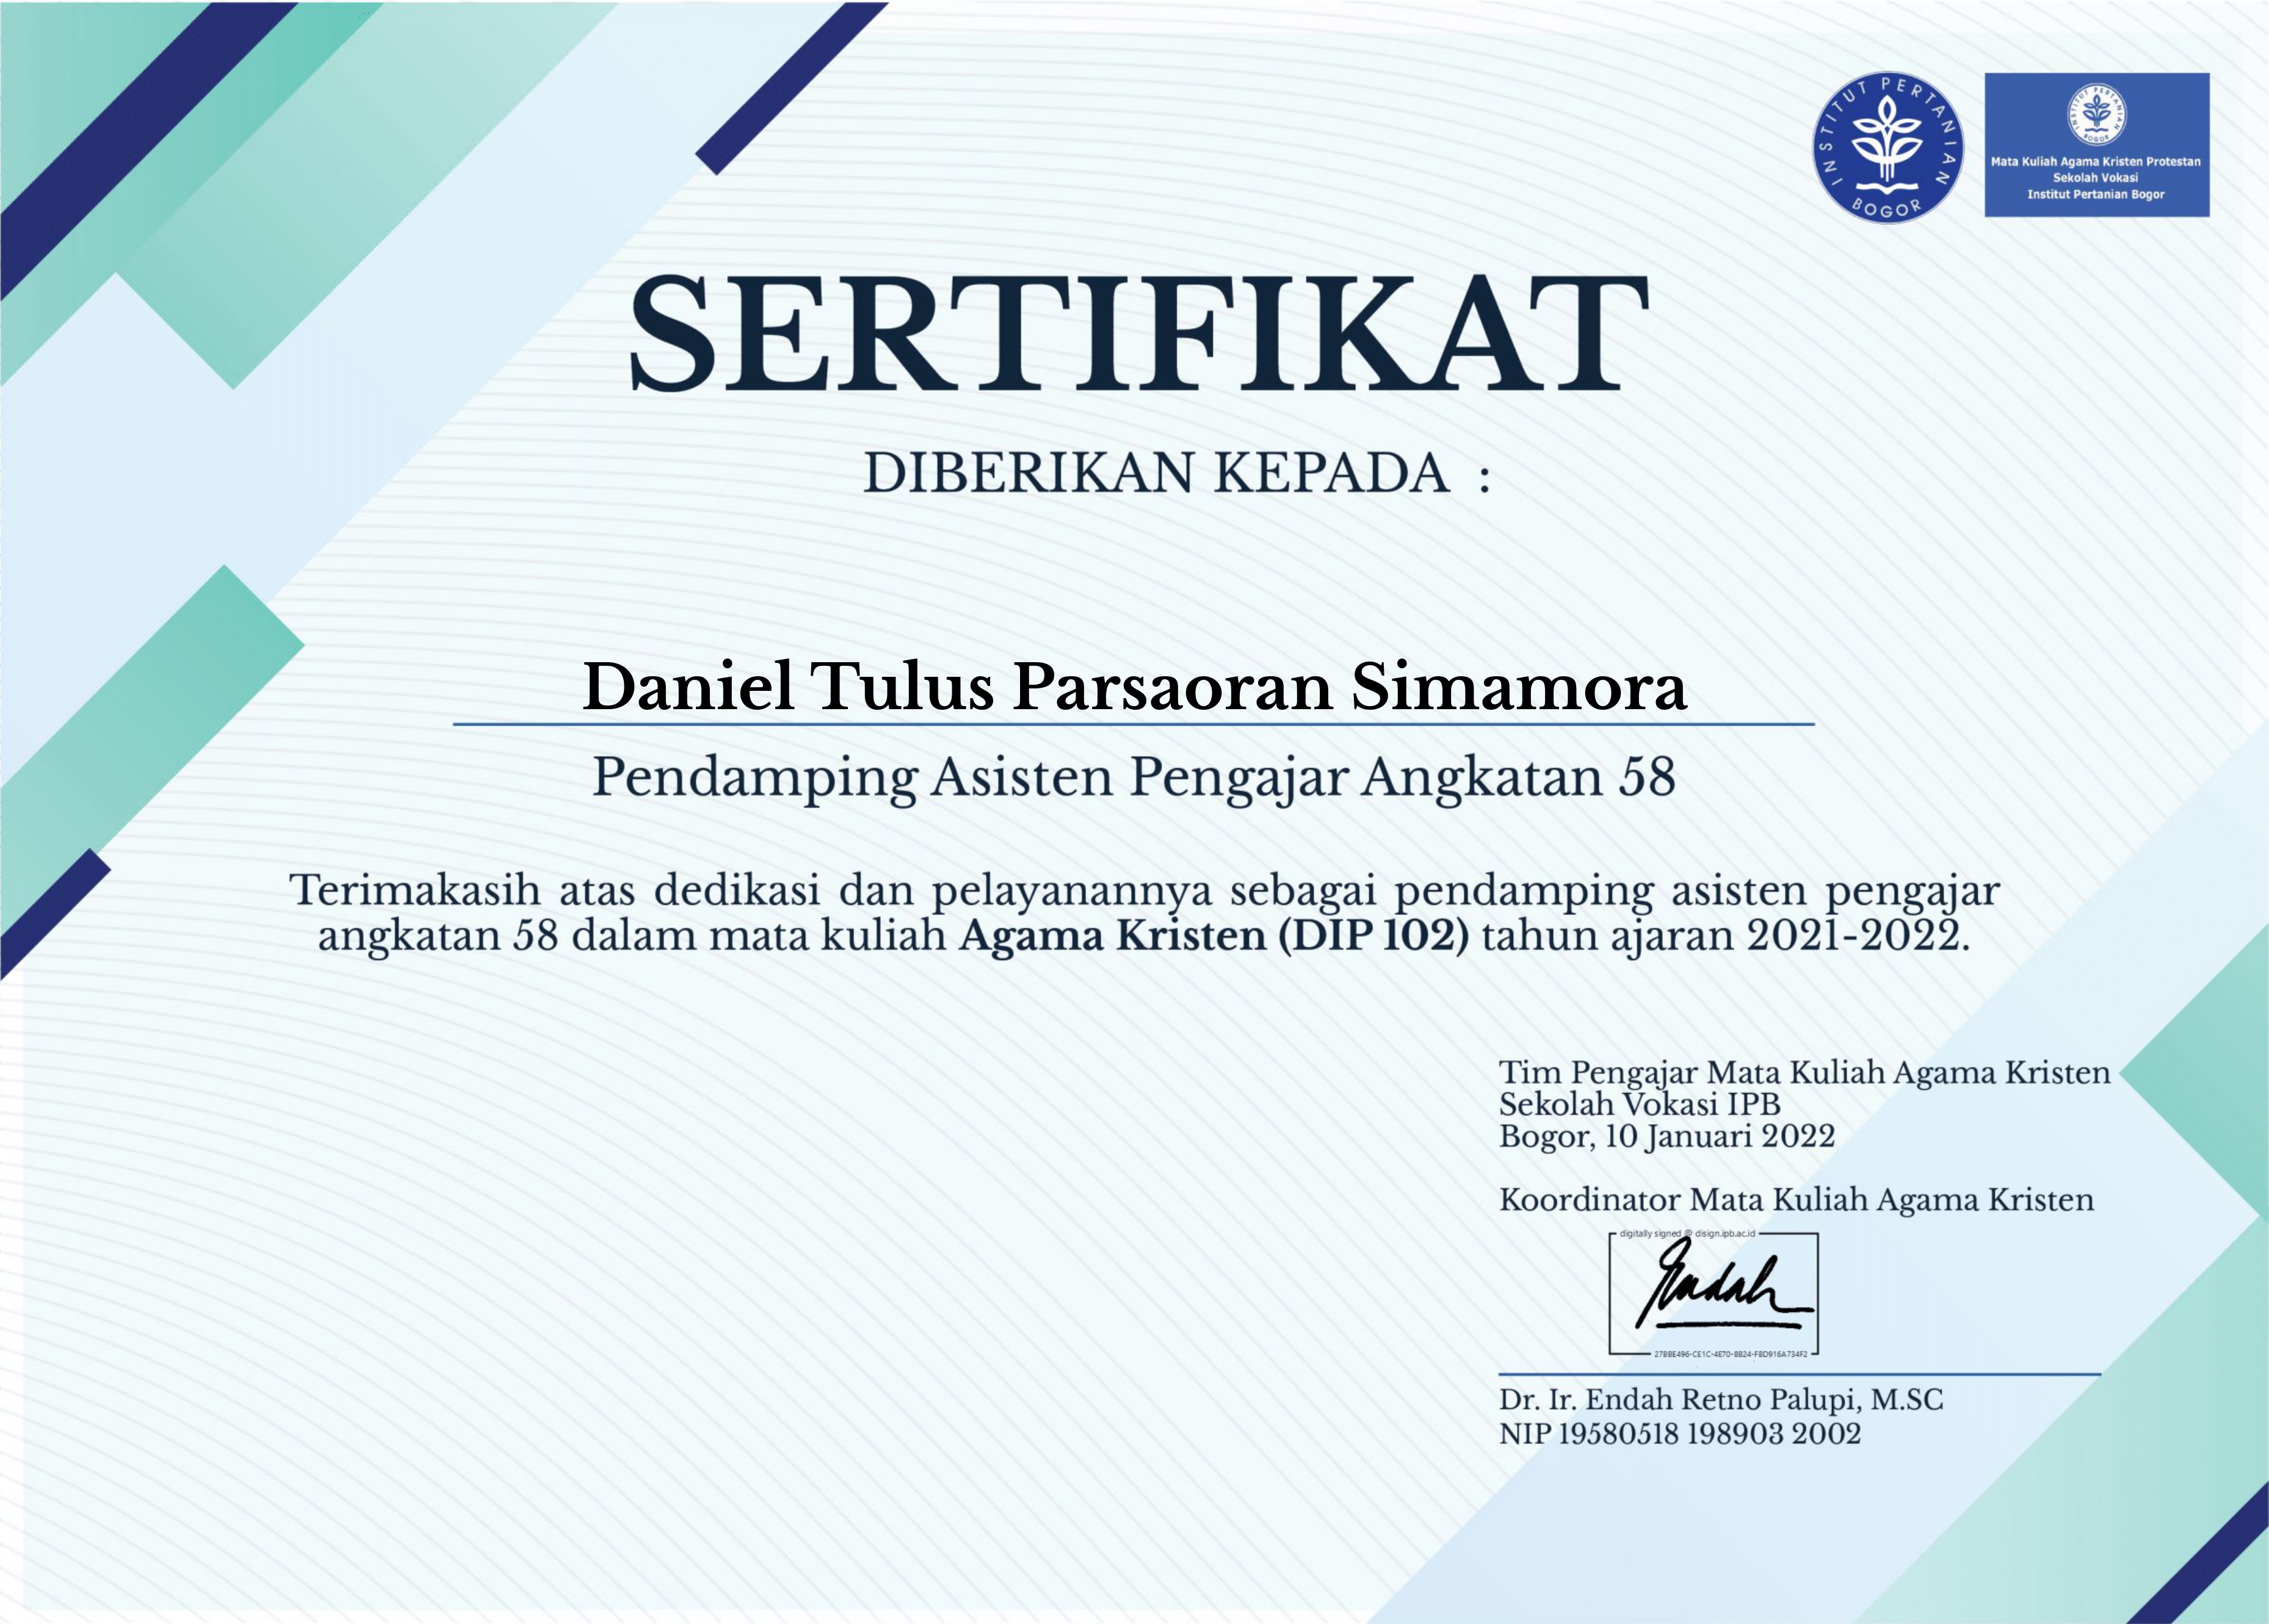 INSTITUT PERTANIAN
BOGOR
INSTITUT PERTANIAN
BOGOR
Mata Kuliah Agama Kristen Protestan
Sekolah Vokasi
Institut Pertanian Bogor
SERTIFIKAT
DIBERIKAN KEPADA :
Daniel Tulus Parsaoran Simamora
Pendamping Asisten Pengajar Angkatan 58
Terimakasih atas dedikasi dan pelayanannya sebagai pendamping asisten pengajar
angkatan 58 dalam mata kuliah Agama Kristen (DIP 102) tahun ajaran 2021-2022.
Tim Pengajar Mata Kuliah Agama Kristen
Sekolah Vokasi IPB
Bogor, 10 Januari 2022
Koordinator Mata Kuliah Agama Kristen
digitally signed @ disign.ipb.ac.id
Endah
27BBE496-CE1C-4E70-8B24-FBD916A734F2
Dr. Ir. Endah Retno Palupi, M.SC
NIP 19580518 198903 2002